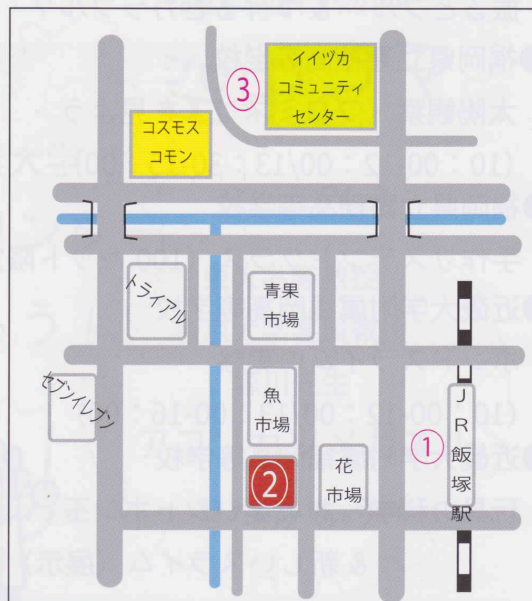 イイヅカ
コミュニティ
センター
③
コスモス
コモン
トライアル
青果
市場
セブンイレブン
魚
市場
②
花
市場
①
JR飯塚駅